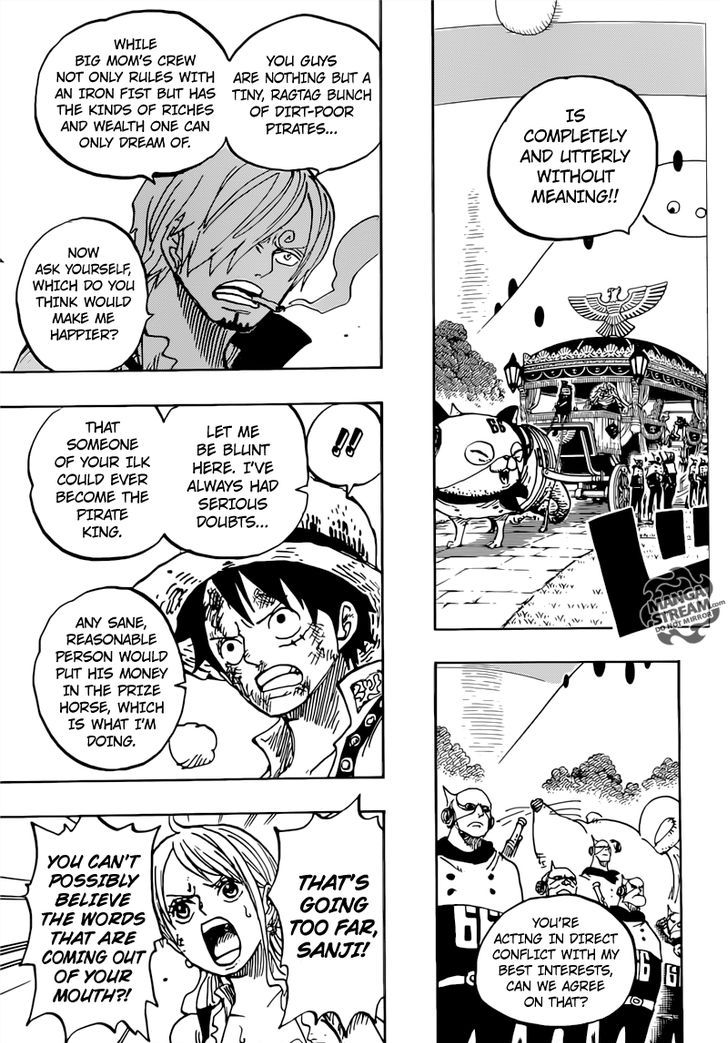 IS
COMPLETELY
AND UTTERLY
WITHOUT
MEANING!!
66
MANGA
STREAM.com
DO NOT MIRROR
YOU'RE
ACTING IN DIRECT
CONFLICT WITH MY
BEST INTERESTS,
CAN WE AGREE
ON THAT?
66
66
YOU GUYS
ARE NOTHING BUT A
TINY, RAGTAG BUNCH
OF DIRT-POOR
PIRATES...
WHILE
BIG MOM'S CREW
NOT ONLY RULES WITH
AN IRON FIST BUT HAS
THE KINDS OF RICHES
AND WEALTH ONE CAN
ONLY DREAM OF.
NOW
ASK YOURSELF,
WHICH DO YOU
THINK WOULD
MAKE ME
HAPPIER?
!!
LET ME
BE BLUNT
HERE. I'VE
ALWAYS HAD
SERIOUS
DOUBTS...
THAT
SOMEONE
OF YOUR ILK
COULD EVER
BECOME THE
PIRATE
KING.
ANY SANE,
REASONABLE
PERSON WOULD
PUT HIS MONEY
IN THE PRIZE
HORSE, WHICH
IS WHAT I'M
DOING.
THAT'S
GOING
TOO FAR,
SANJI!
YOU CAN'T
POSSIBLY
BELIEVE
THE WORDS
THAT ARE
COMING OUT
OF YOUR
MOUTH?!